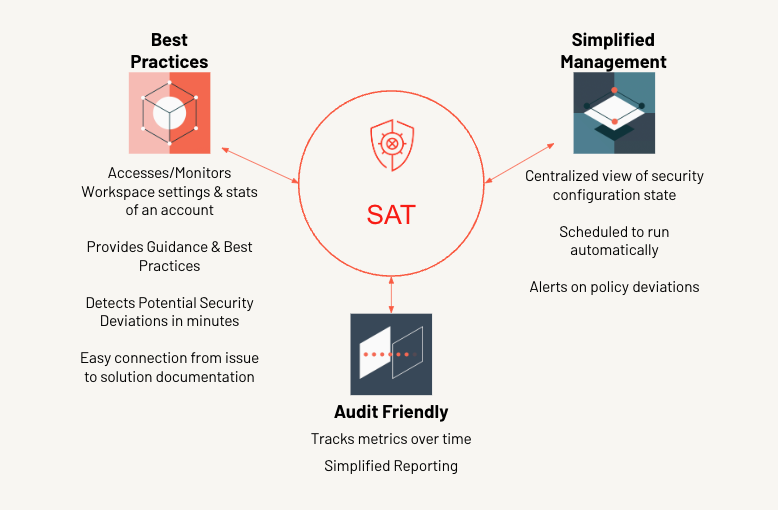 Best
Practices
Accesses/Monitors
Workspace settings & stats
of an account
Provides Guidance & Best
Practices
Detects Potential Security
Deviations in minutes
Easy connection from issue
to solution documentation
SAT
Simplified
Management
Centralized view of security
configuration state
Scheduled to run
automatically
Alerts on policy deviations
Audit Friendly
Tracks metrics over time
Simplified Reporting